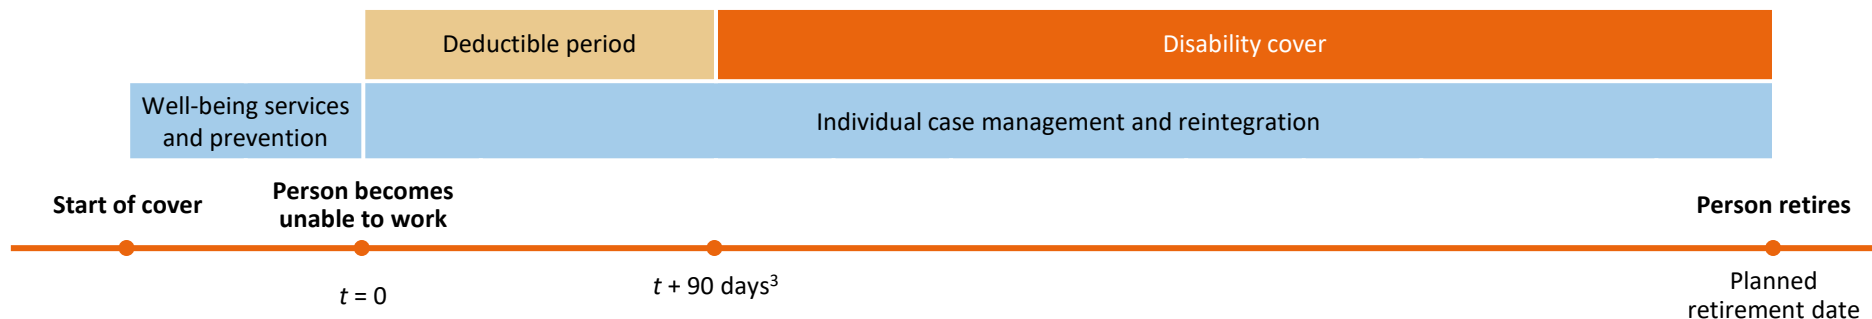 Deductible period
Disability cover
Well-being services
and prevention
Individual case management and reintegration
Start of cover
Person becomes
unable to work
Person retires
t = 0
t + 90 days³
Planned
retirement date